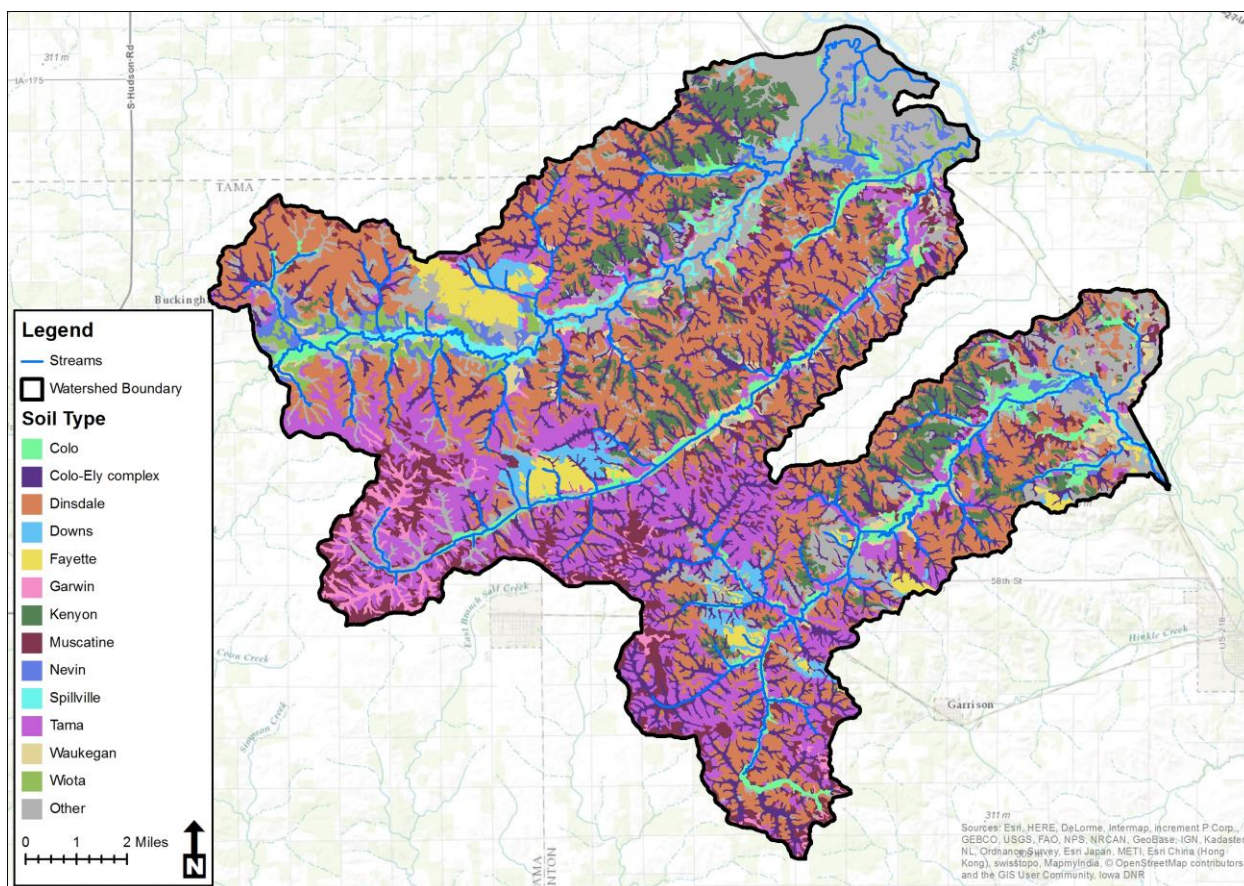 311 m
IA-175
S-Hudson-Rd
Spring Creek
TAMA
Buckingh
Legend
Streams
Watershed Boundary
Soil Type
Colo
Colo-Ely complex
Dinsdale
Downs
Fayette
Garwin
Kenyon
Muscatine
Nevin
Spillville
Tama
Waukegan
Wiota
Other
0 1 2 Miles
N
58th St
East Branch Salt Creek
Hinkle Creek
US-218
Garrison
Simpson Creek
TAMA
311 m
Sources: Esri, HERE, DeLorme, Intermap, increment P Corp.,
GEBCO, USGS, FAO, NPS, NRCAN, GeoBase, IGN, Kadaster
NL, Ordnance Survey, Esri Japan, METI, Esri China (Hong
Kong), swisstopo, MapmyIndia, © OpenStreetMap contributors,
and the GIS User Community, Iowa DNR